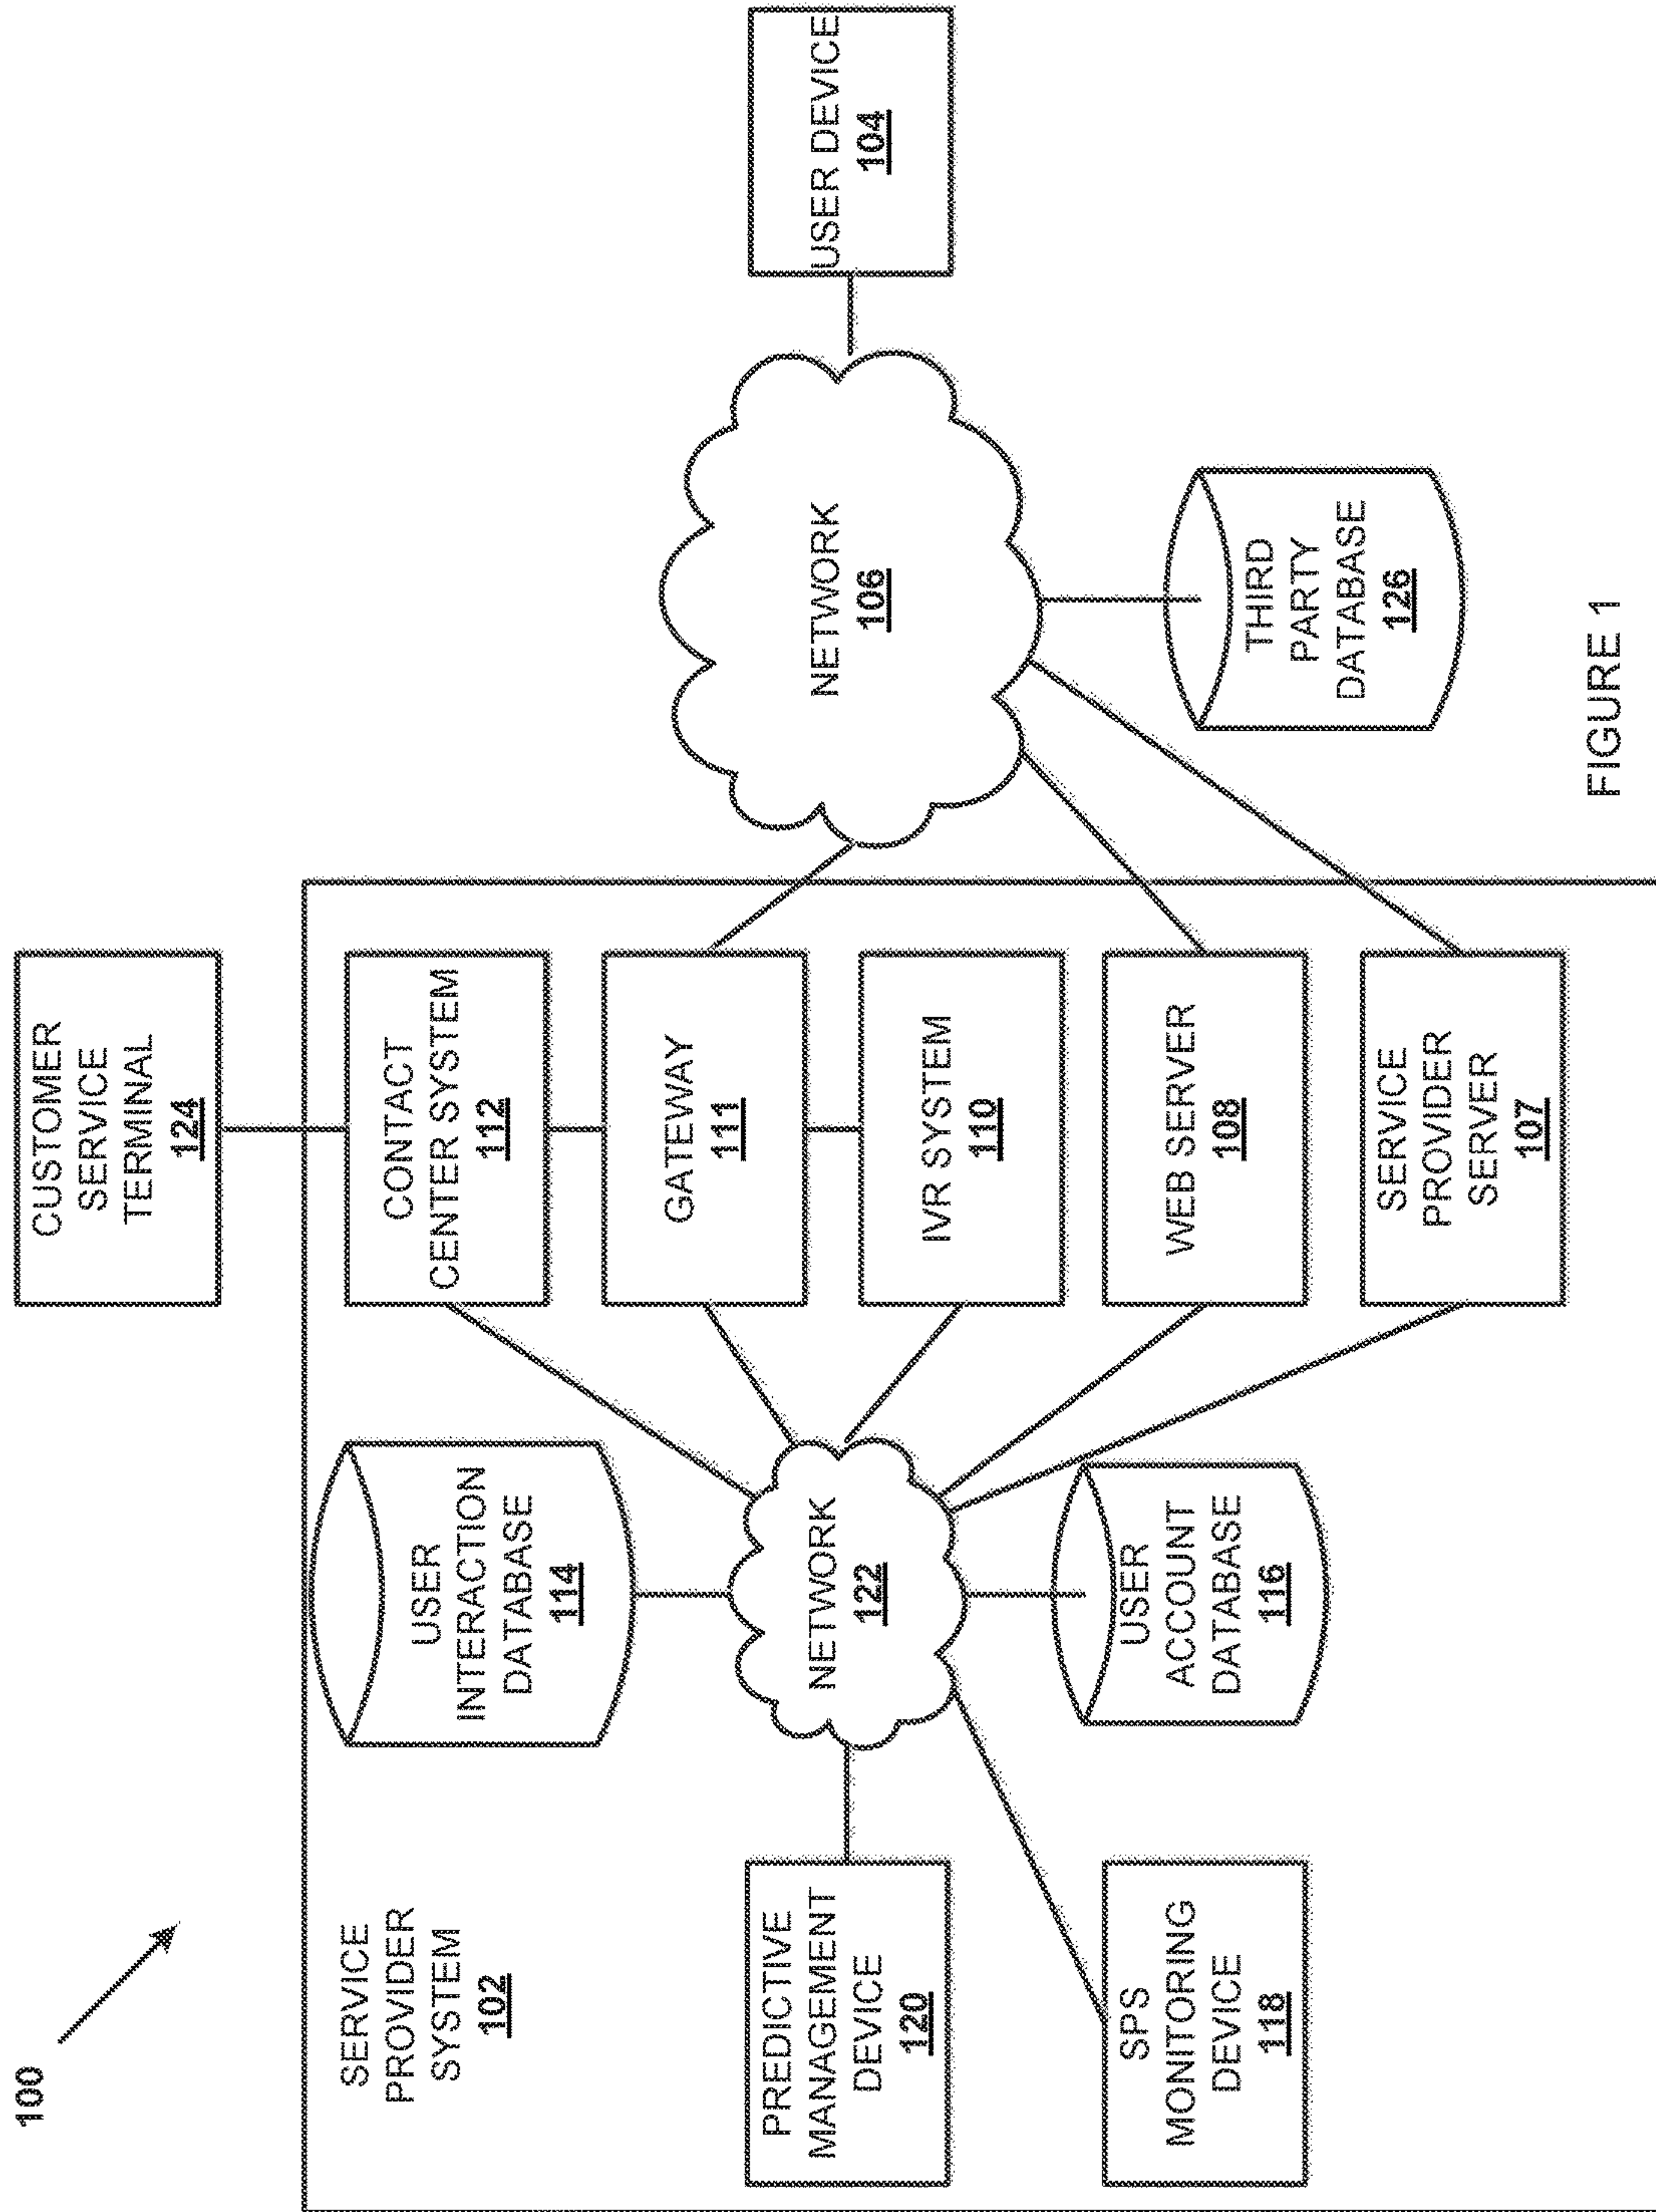 100
SERVICE
PROVIDER
SYSTEM
102
CUSTOMER
SERVICE
TERMINAL
124
USER
INTERACTION
DATABASE
114
CONTACT
CENTER SYSTEM
112
GATEWAY
111
PREDICTIVE
MANAGEMENT
DEVICE
120
NETWORK
122
IVR SYSTEM
110
NETWORK
106
USER DEVICE
104
SPS
MONITORING
DEVICE
118
USER
ACCOUNT
DATABASE
116
WEB SERVER
108
SERVICE
PROVIDER
SERVER
107
THIRD
PARTY
DATABASE
126
FIGURE 1